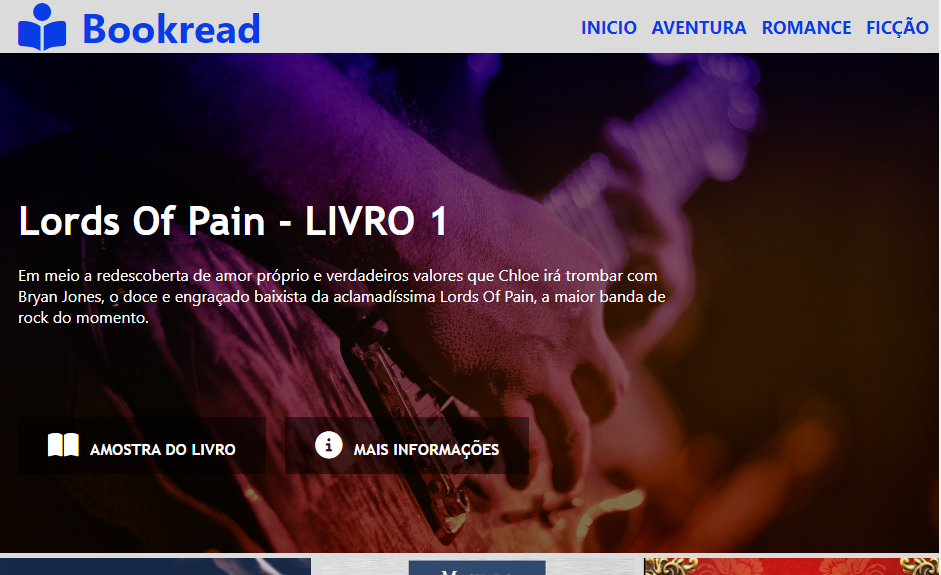 Bookread
INICIO AVENTURA ROMANCE FICÇÃO
Lords Of Pain - LIVRO 1
Em meio a redescoberta de amor próprio e verdadeiros valores que Chloe irá trombar com
Bryan Jones, o doce e engraçado baixista da aclamadíssima Lords Of Pain, a maior banda de
rock do momento.
AMOSTRA DO LIVRO
MAIS INFORMAÇÕES